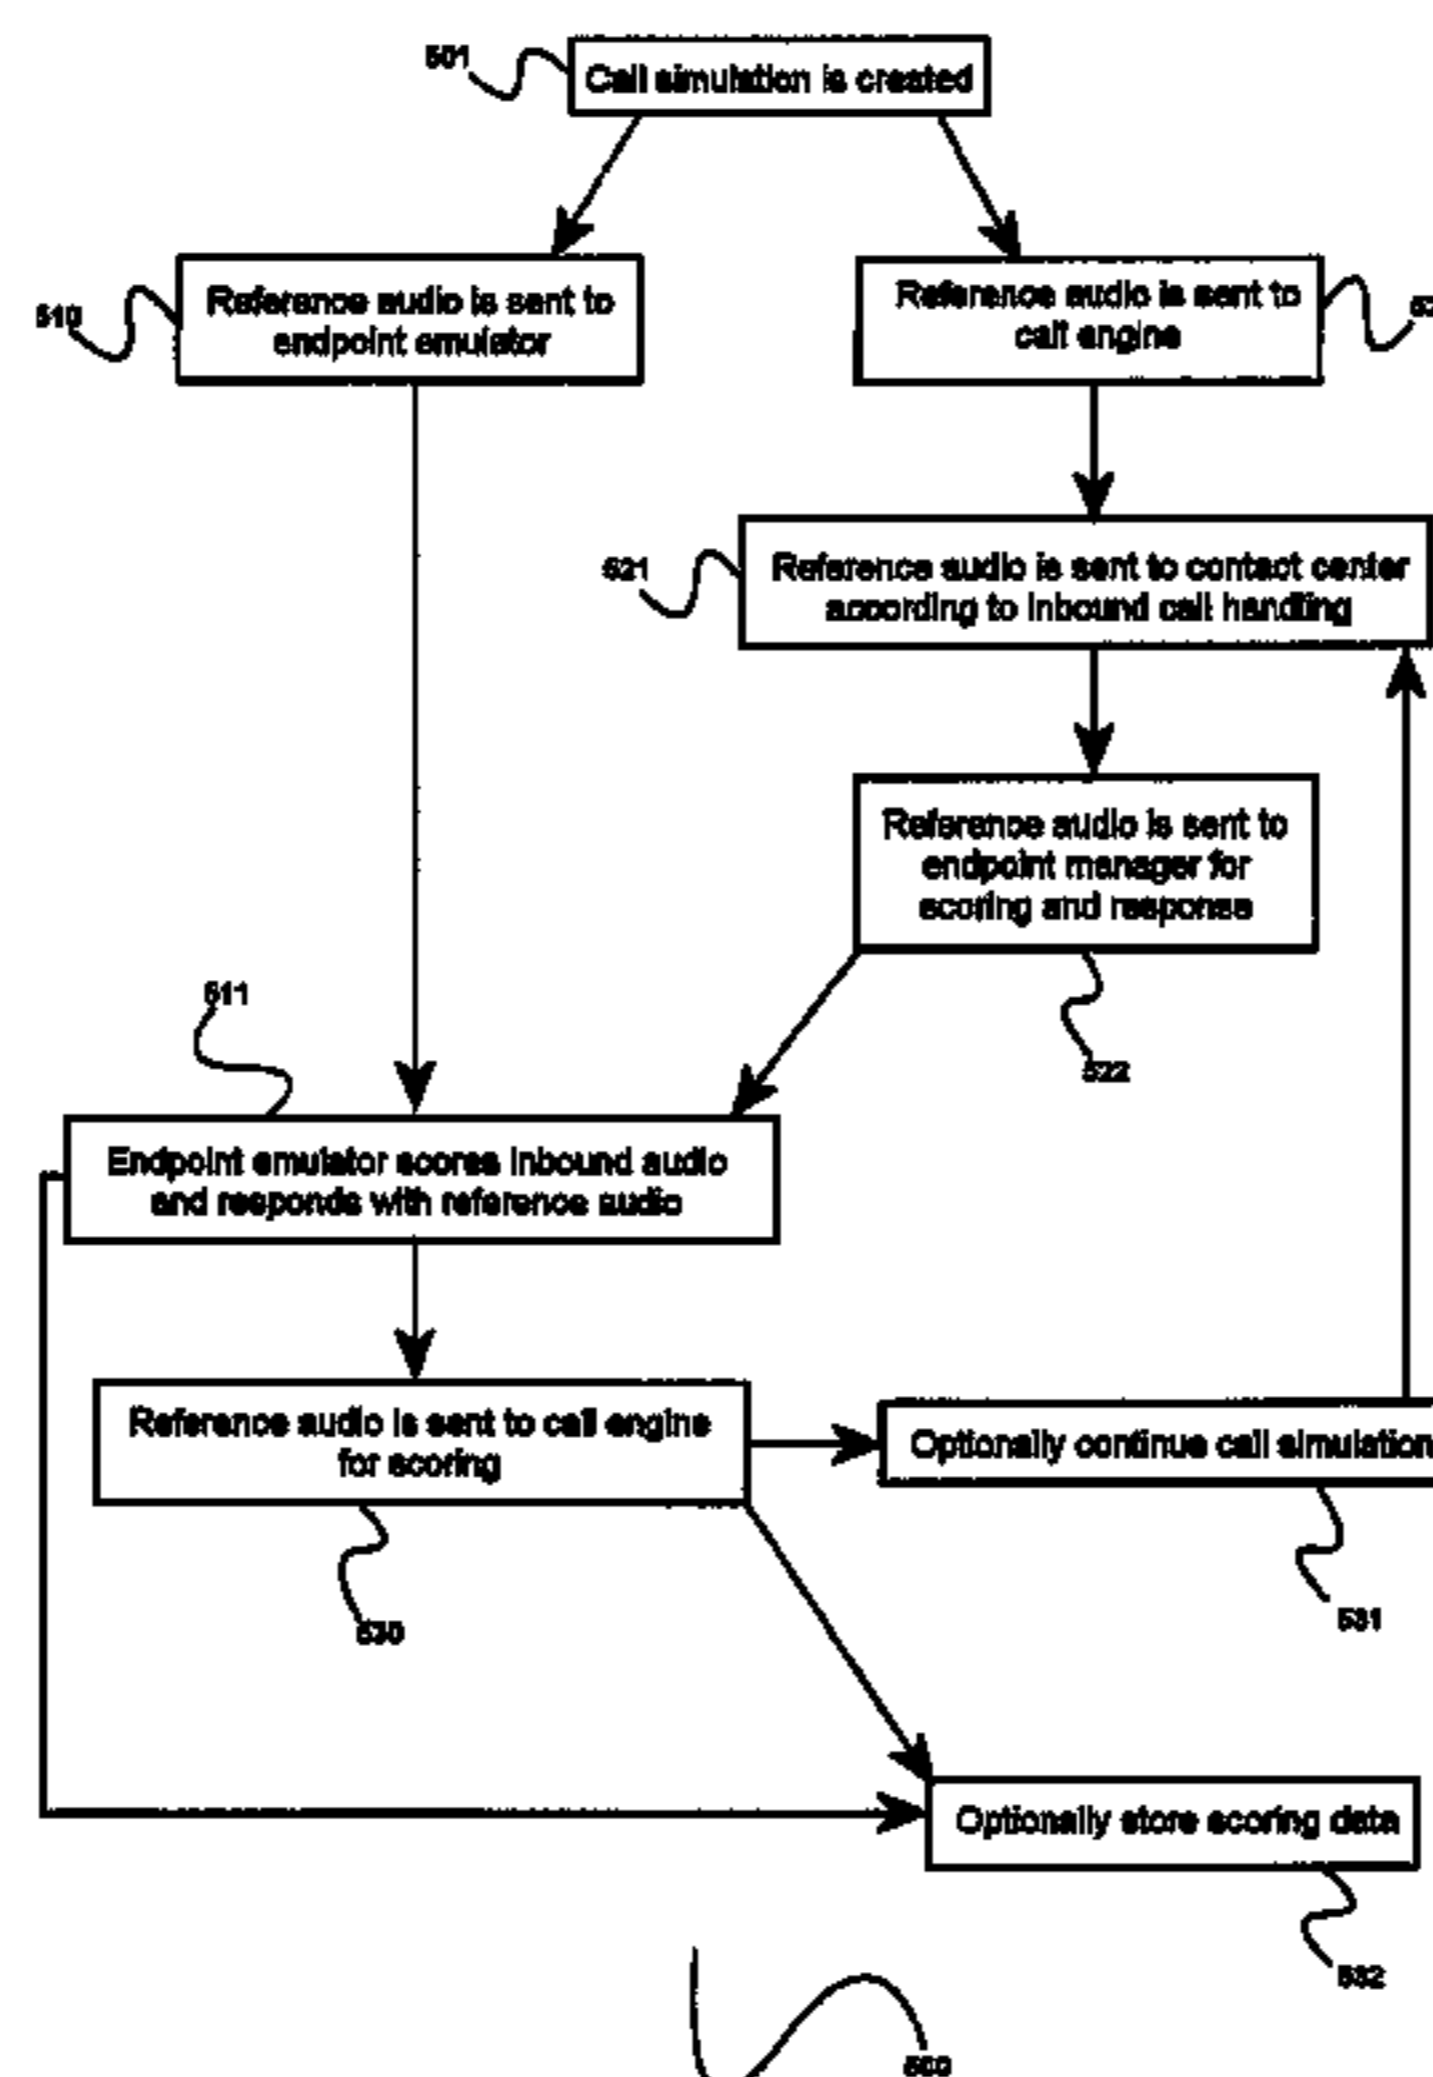 501
Call simulation is created
510
Reference audio is sent to
endpoint emulator
Reference audio is sent to
call engine
521
Reference audio is sent to contact center
according to inbound call handling
Reference audio is sent to
endpoint manager for
scoring and response
522
511
Endpoint emulator scores inbound audio
and responds with reference audio
Reference audio is sent to call engine
for scoring
530
Optionally continue call simulation
531
Optionally store scoring data
532
500